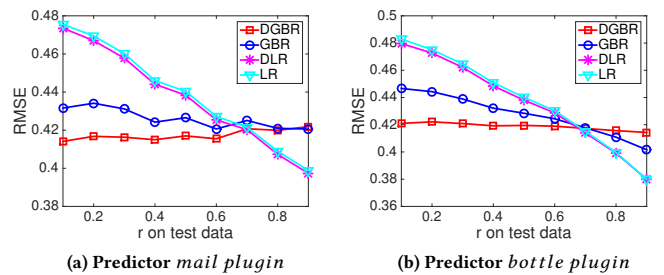 0.48
0.46
0.44
0.42
0.4
0.38
RMSE
0.2 0.4 0.6 0.8
r on test data
DGBR
GBR
DLR
LR
(a) Predictor mail plugin
0.5
0.48
0.46
0.44
0.42
0.4
0.38
0.36
RMSE
0.2 0.4 0.6 0.8
r on test data
DGBR
GBR
DLR
LR
(b) Predictor bottle plugin